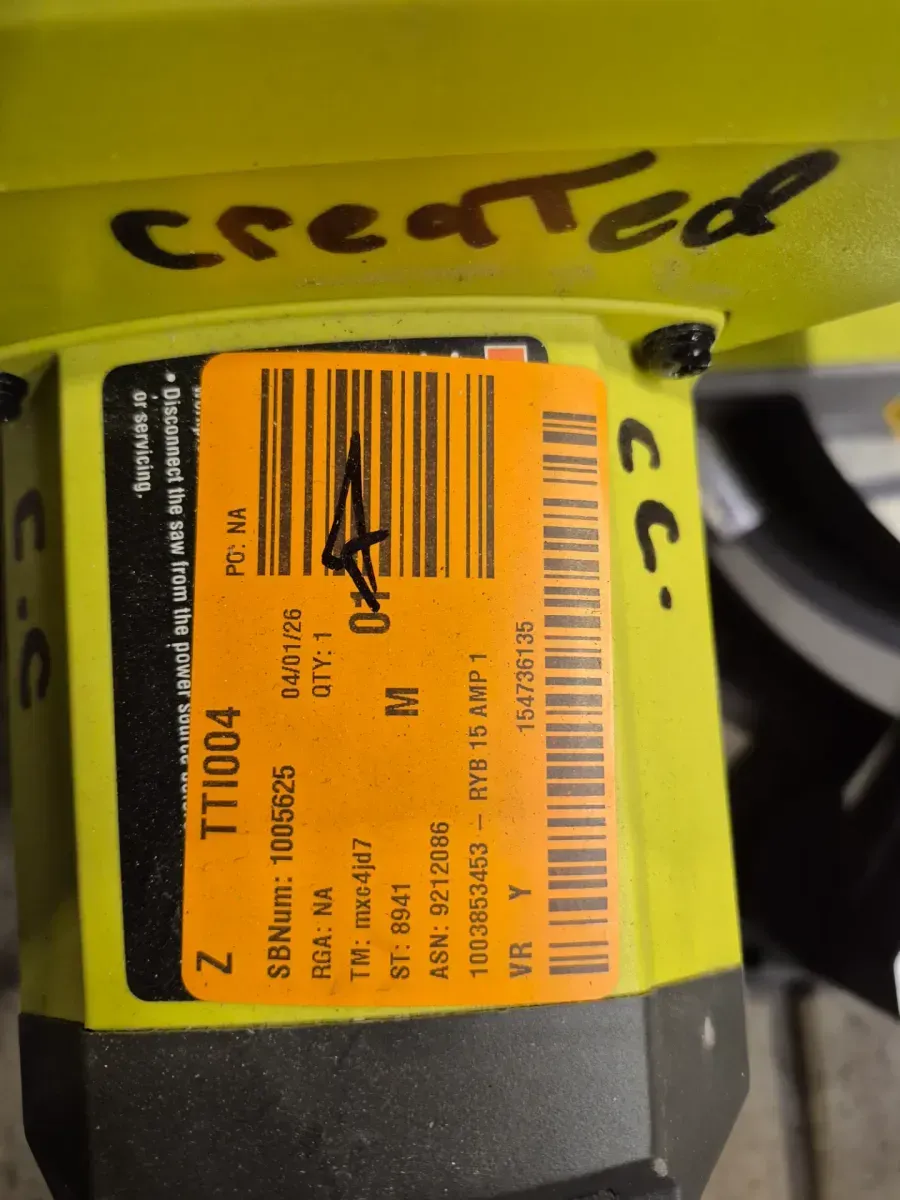 creaTed
c c.
c.c
• Disconnect the saw from the power
or servicing.
Z TTI004 PO: NA
SBNum: 1005625 04/01/26
RGA: NA QTY: 1
TM: mxc4jd7 01
ST: 8941 M
ASN: 9212086
1003853453 – RYB 15 AMP 1
VR Y 154736135